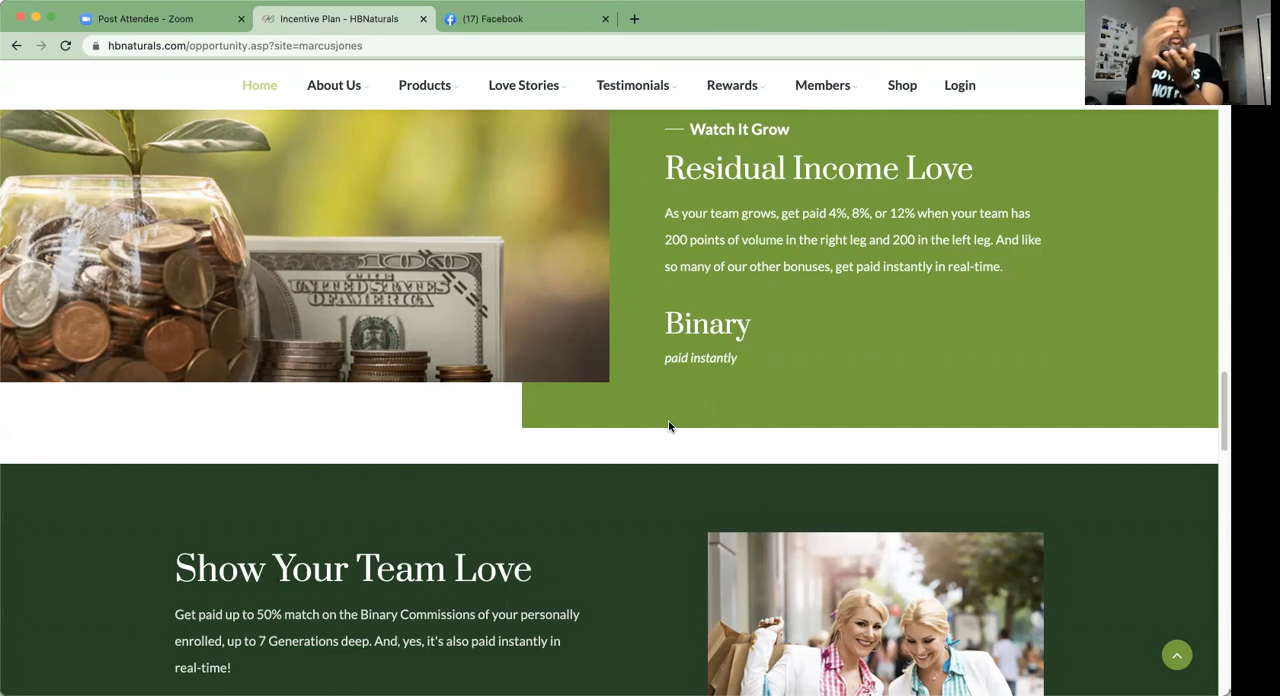 Post Attendee - Zoom
Incentive Plan - HBNaturals
(17) Facebook
hbnaturals.com/opportunity.asp?site=marcusjones
Home About Us Products Love Stories Testimonials Rewards Members Shop Login
Watch It Grow
Residual Income Love
As your team grows, get paid 4%, 8%, or 12% when your team has
200 points of volume in the right leg and 200 in the left leg. And like
so many of our other bonuses, get paid instantly in real-time.
Binary
paid instantly
100
UNITED STATES
OF AMERICA
Show Your Team Love
Get paid up to 50% match on the Binary Commissions of your personally
enrolled, up to 7 Generations deep. And, yes, it's also paid instantly in
real-time!